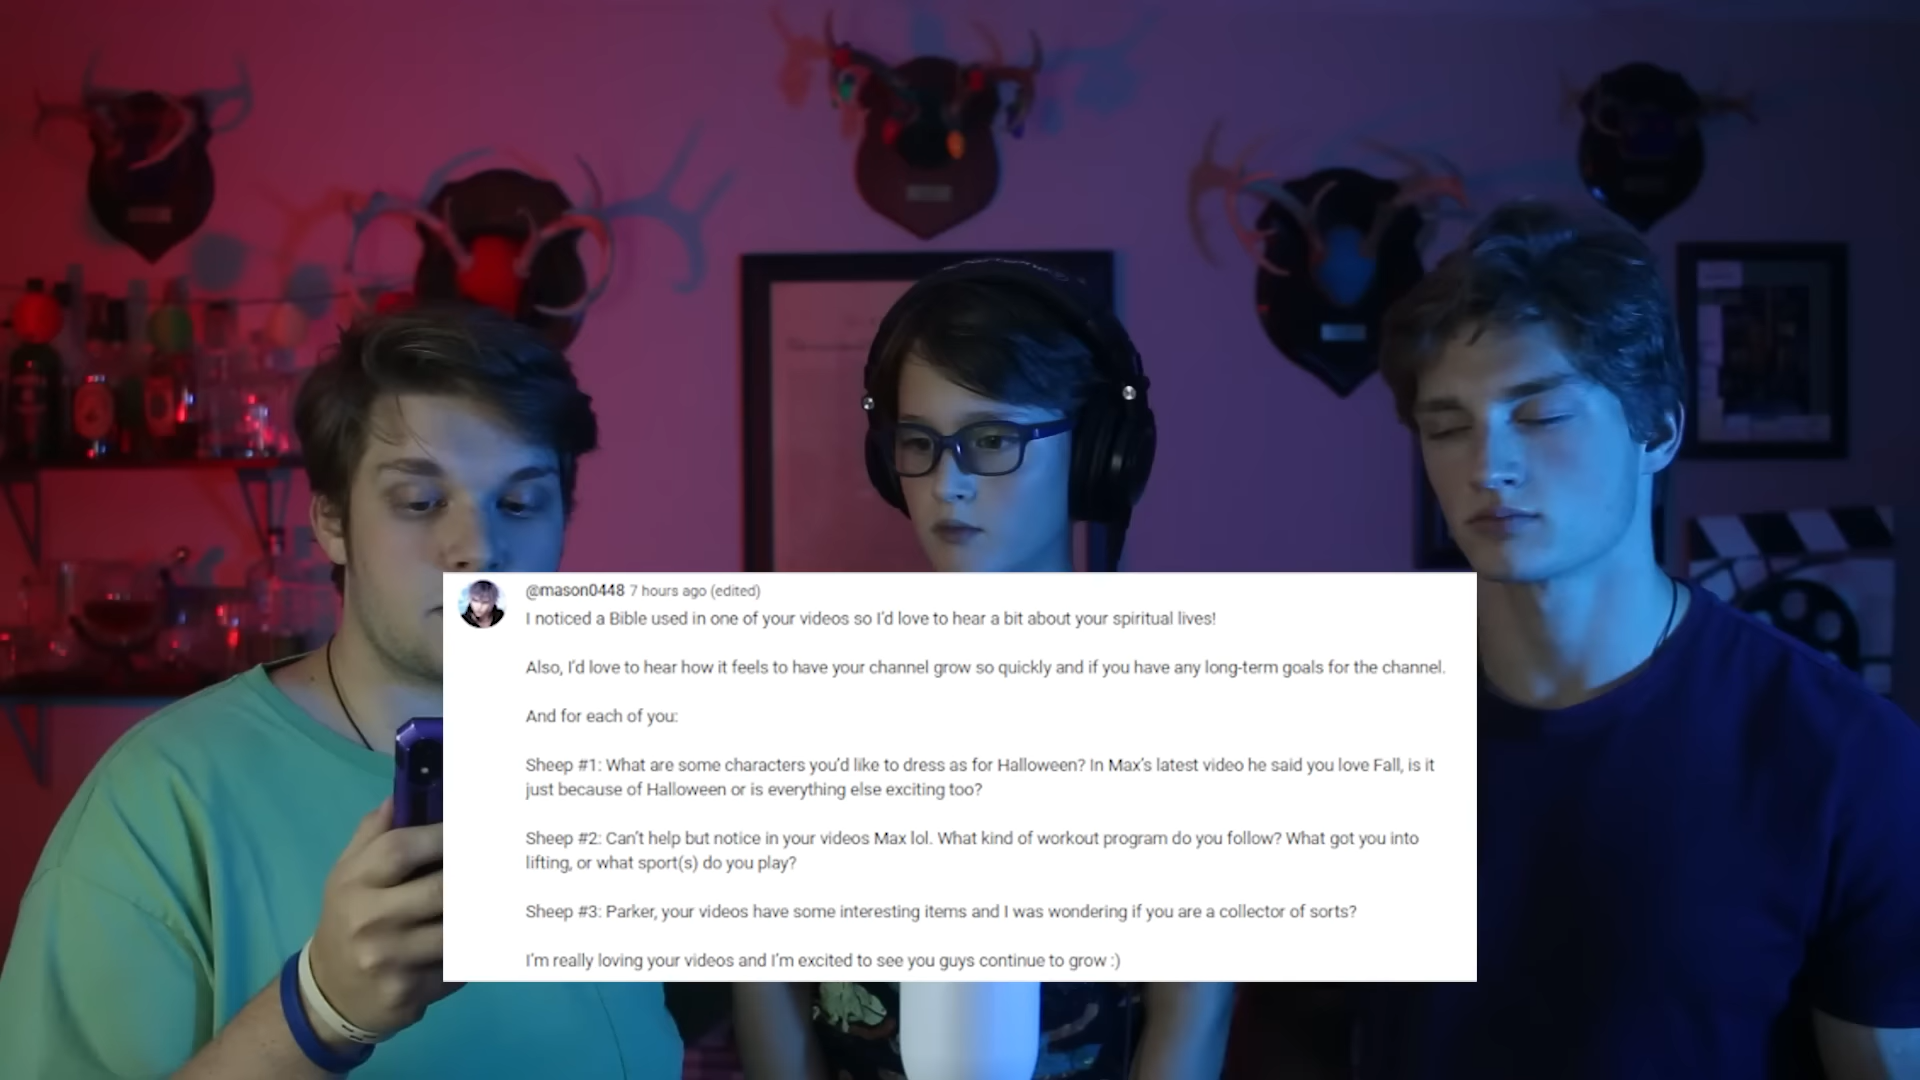 @mason0448 7 hours ago (edited)
I noticed a Bible used in one of your videos so I'd love to hear a bit about your spiritual lives!
Also, I'd love to hear how it feels to have your channel grow so quickly and if you have any long-term goals for the channel.
And for each of you:
Sheep #1: What are some characters you'd like to dress as for Halloween? In Max's latest video he said you love Fall, is it
just because of Halloween or is everything else exciting too?
Sheep #2: Can't help but notice in your videos Max lol. What kind of workout program do you follow? What got you into
lifting, or what sport(s) do you play?
Sheep #3: Parker, your videos have some interesting items and I was wondering if you are a collector of sorts?
I'm really loving your videos and I'm excited to see you guys continue to grow :)